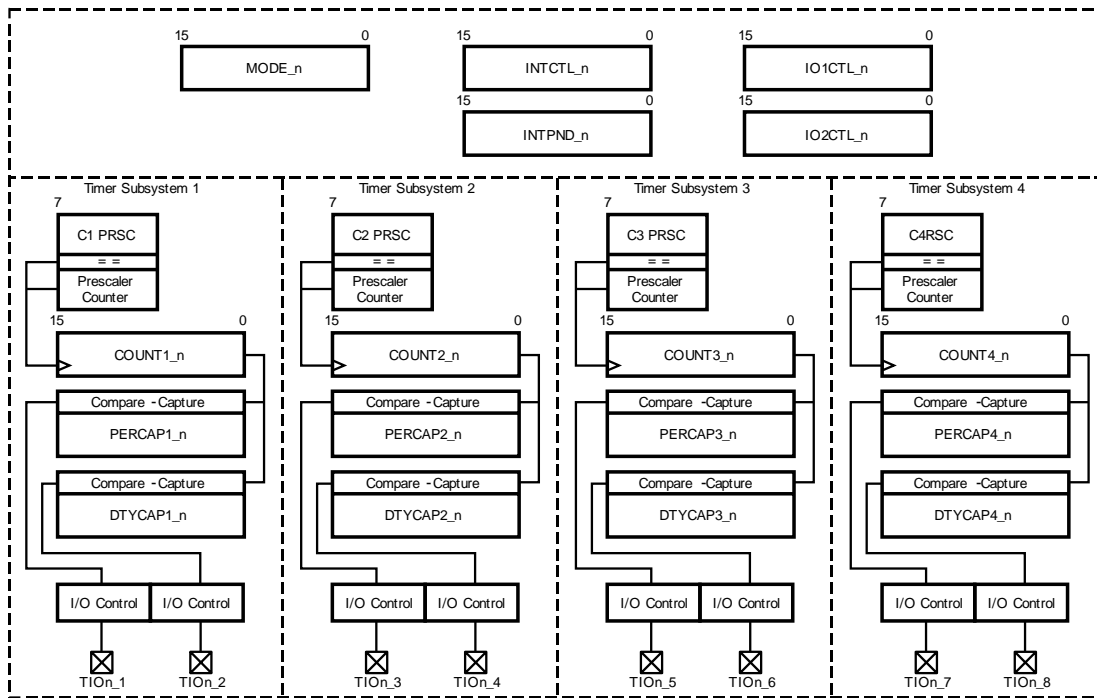 15 0 15 0 15 0
MODE_n INTCTL_n IO1CTL_n
15 0 15 0
INTPND_n IO2CTL_n
Timer Subsystem 1 Timer Subsystem 2 Timer Subsystem 3 Timer Subsystem 4
7 7 7 7
C1 PRSC C2 PRSC C3 PRSC C4RSC
= = = = = = = =
Prescaler Prescaler Prescaler Prescaler
Counter Counter Counter Counter
15 0 15 0 15 0 15 0
COUNT1_n COUNT2_n COUNT3_n COUNT4_n
Compare -Capture Compare -Capture Compare -Capture Compare -Capture
PERCAP1_n PERCAP2_n PERCAP3_n PERCAP4_n
Compare -Capture Compare -Capture Compare -Capture Compare -Capture
DTYCAP1_n DTYCAP2_n DTYCAP3_n DTYCAP4_n
I/O Control I/O Control I/O Control I/O Control I/O Control I/O Control I/O Control I/O Control
TIOn_1 TIOn_2 TIOn_3 TIOn_4 TIOn_5 TIOn_6 TIOn_7 TIOn_8